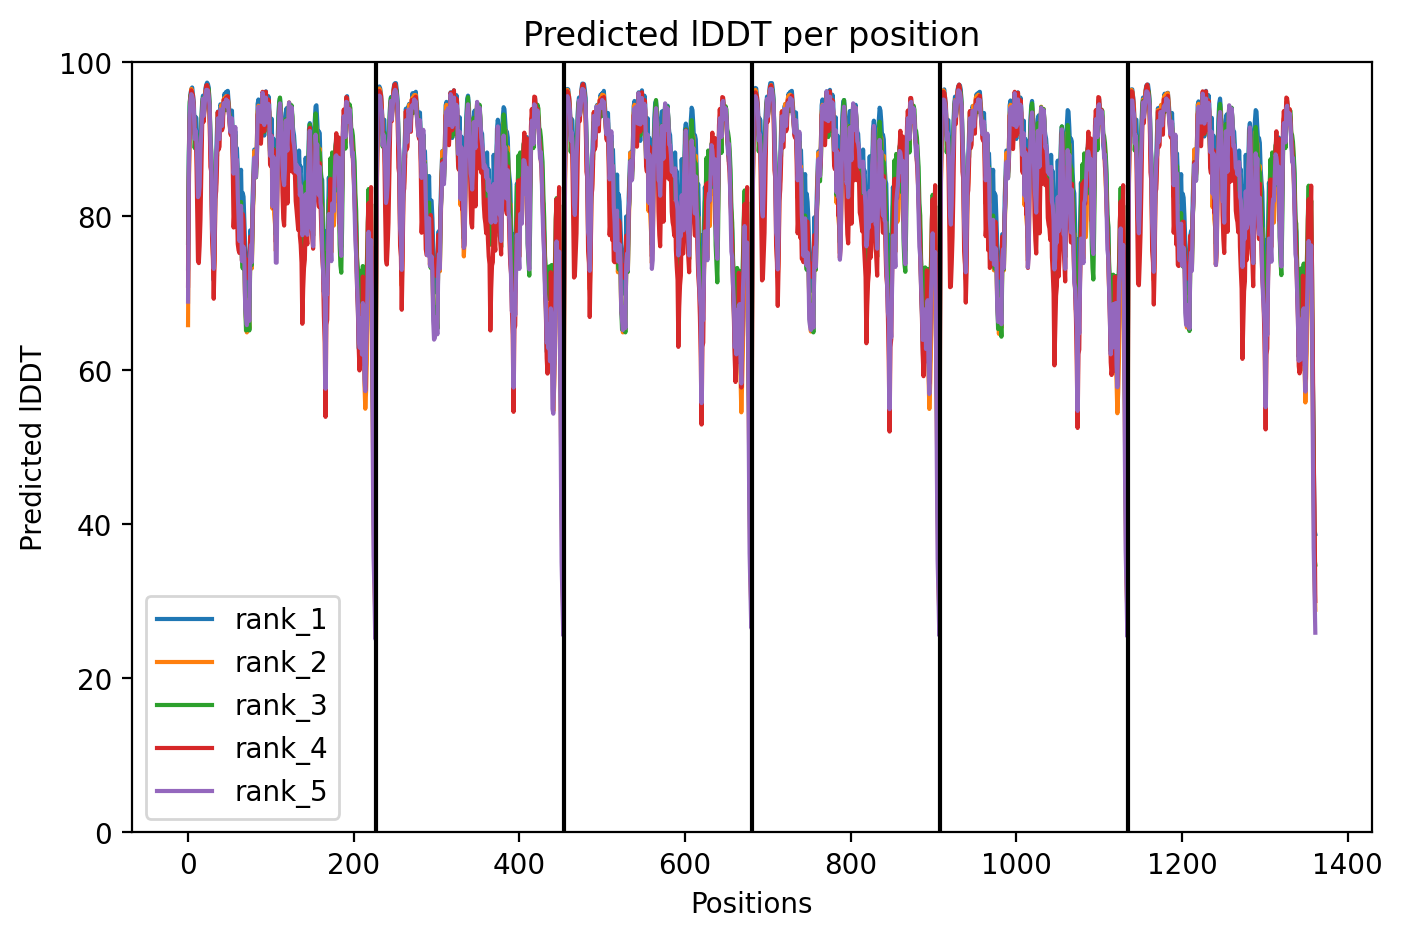 Predicted lDDT per position
100
80
60
40
20
0
Predicted lDDT
rank_1
rank_2
rank_3
rank_4
rank_5
0 200 400 600 800 1000 1200 1400
Positions